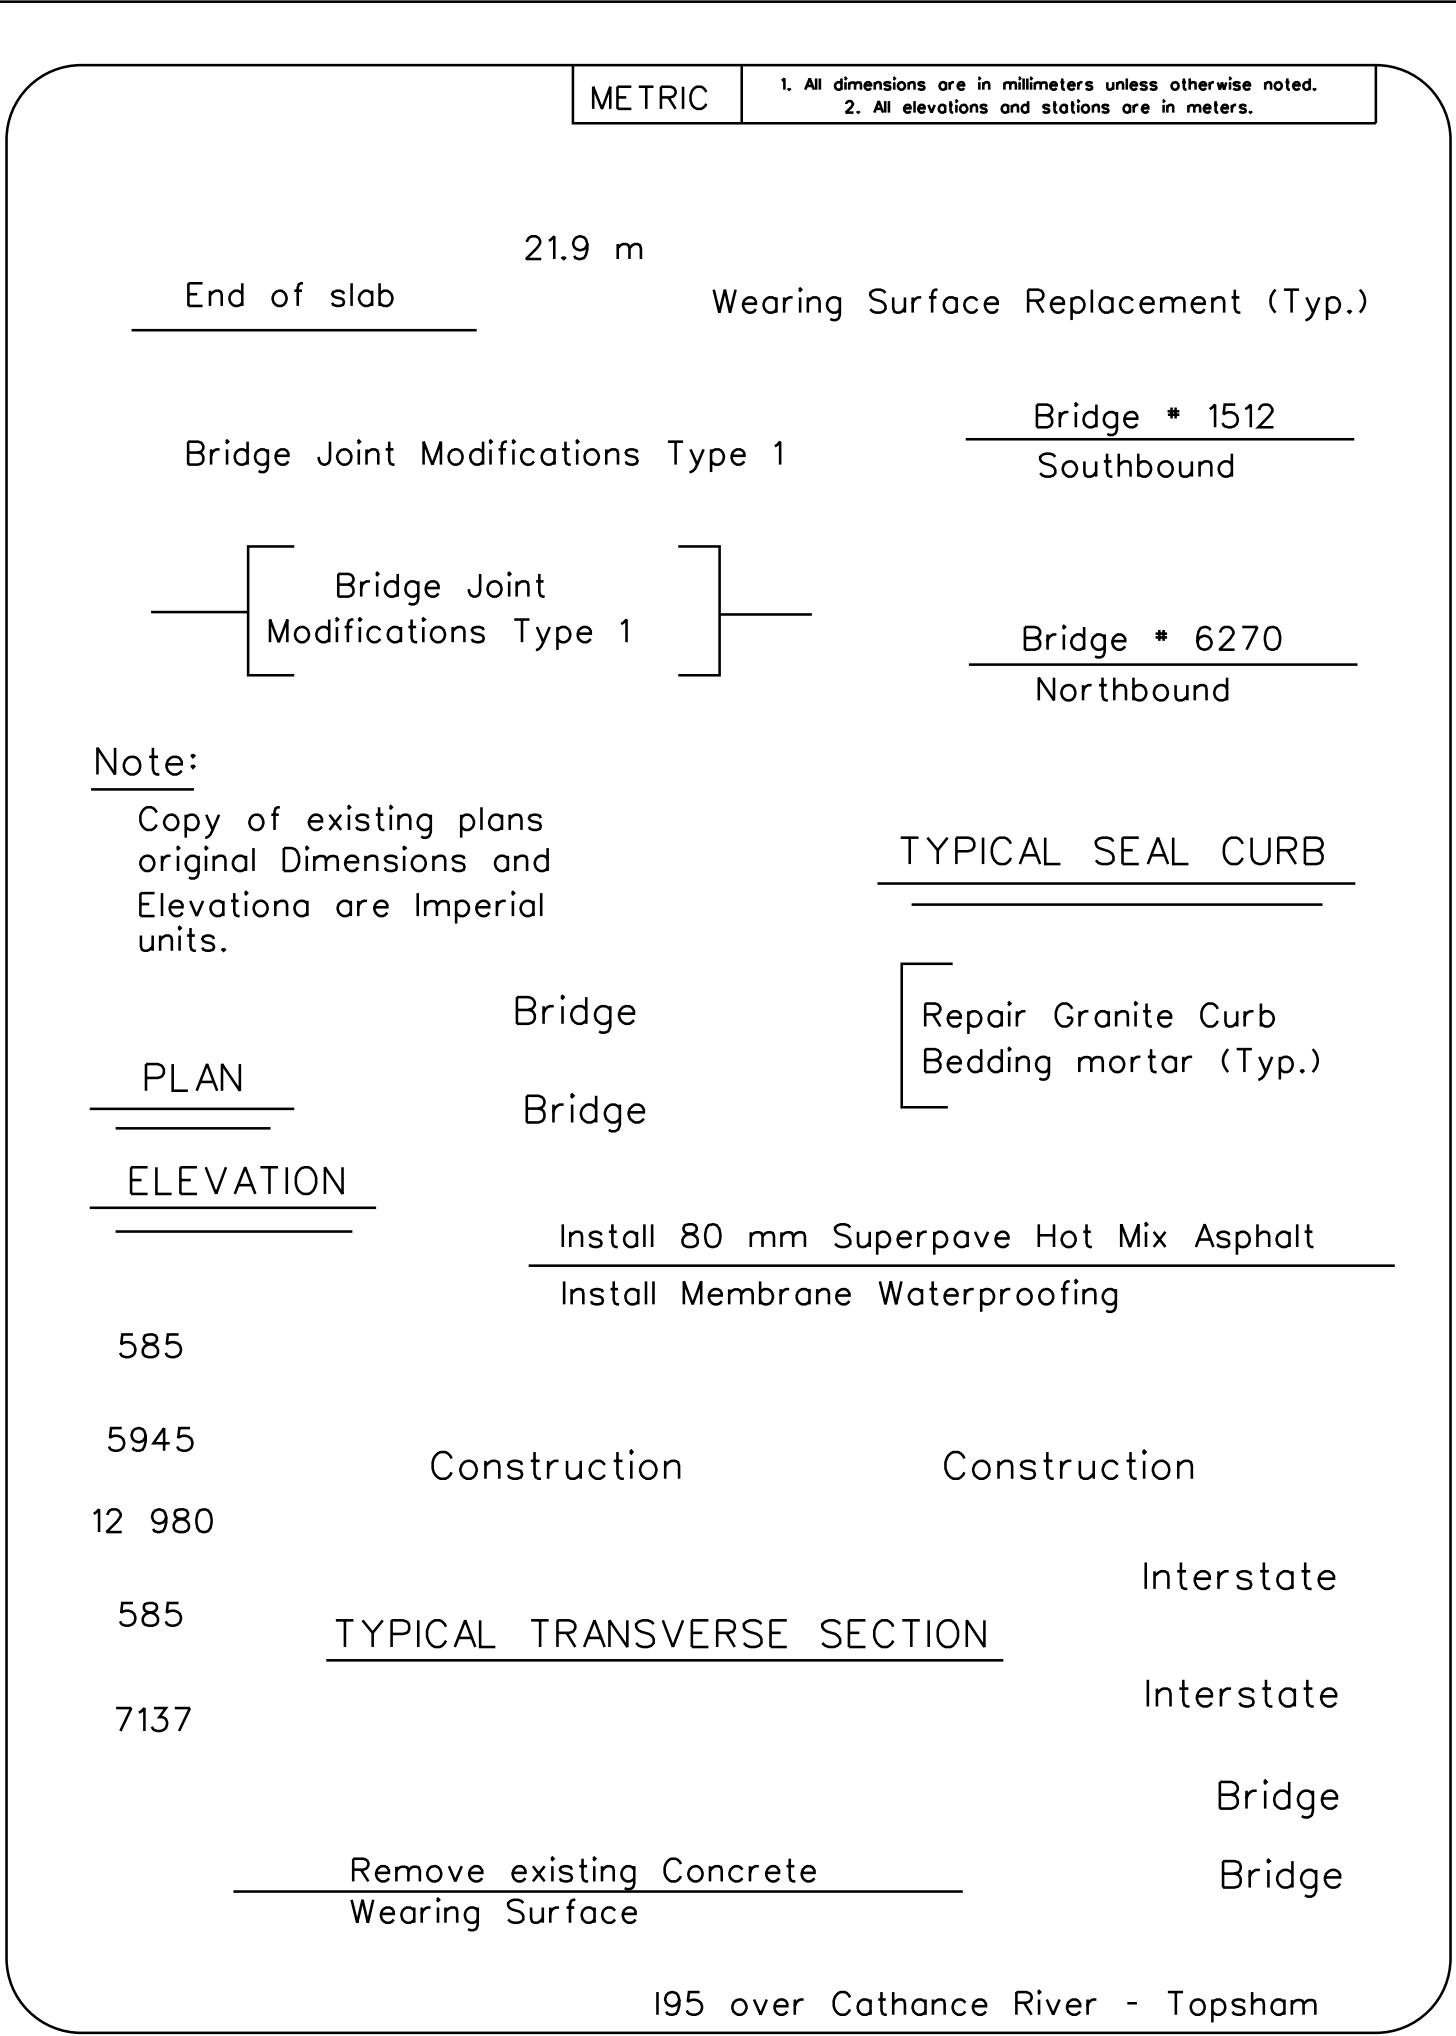 METRIC
1. All dimensions are in millimeters unless otherwise noted.
2. All elevations and stations are in meters.
21.9 m
End of slab
Wearing Surface Replacement (Typ.)
Bridge # 1512
Southbound
Bridge Joint Modifications Type 1
Bridge Joint
Modifications Type 1
Bridge # 6270
Northbound
Note:
Copy of existing plans
original Dimensions and
Elevationa are Imperial
units.
TYPICAL SEAL CURB
Bridge
Repair Granite Curb
Bedding mortar (Typ.)
PLAN
Bridge
ELEVATION
Install 80 mm Superpave Hot Mix Asphalt
Install Membrane Waterproofing
585
5945
Construction
Construction
12 980
Interstate
585
TYPICAL TRANSVERSE SECTION
Interstate
7137
Bridge
Remove existing Concrete
Wearing Surface
Bridge
I95 over Cathance River - Topsham